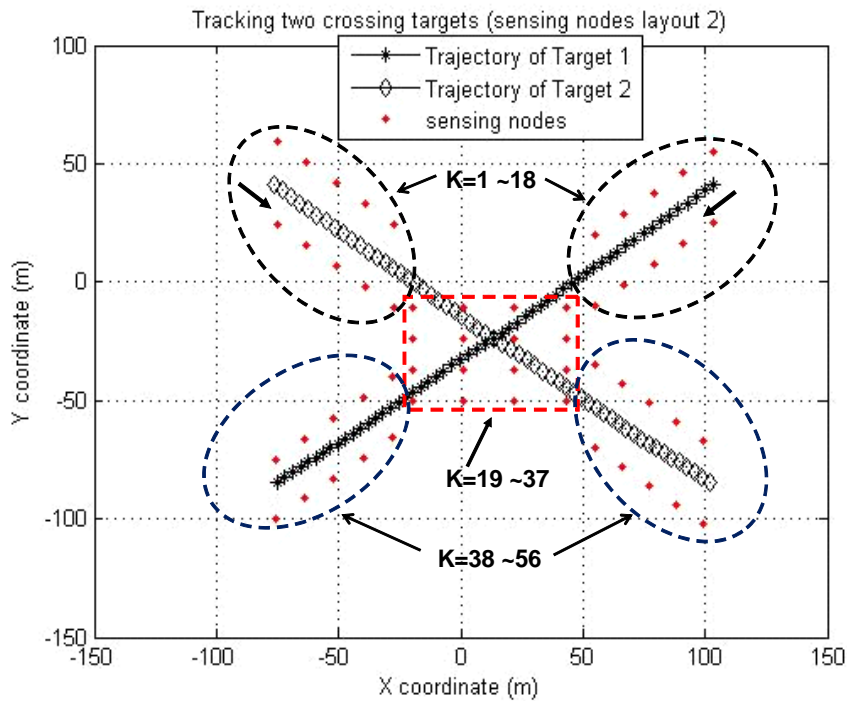 Tracking two crossing targets (sensing nodes layout 2)
Trajectory of Target 1
Trajectory of Target 2
sensing nodes
K=1 ~18
K=19 ~37
K=38 ~56
100
50
0
-50
-100
-150
Y coordinate (m)
-150
-100
-50
0
50
100
150
X coordinate (m)